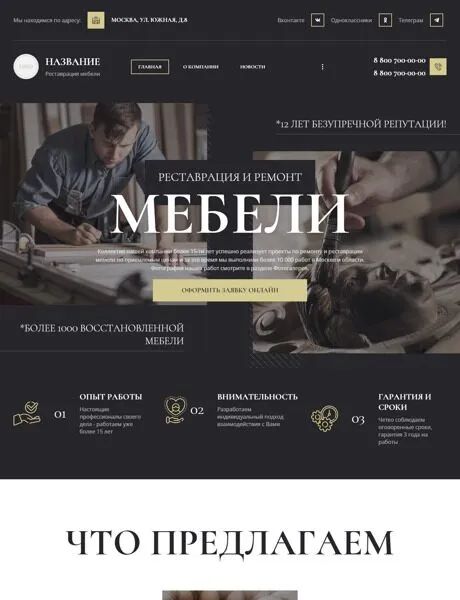 Мы находимся по адресу:
МОСКВА, УЛ. ЮЖНАЯ, Д.8
Вконтакте
Одноклассники
Телеграм
НАЗВАНИЕ
Реставрация мебели
ГЛАВНАЯ
О КОМПАНИИ
НОВОСТИ
8 800 700-00-00
8 800 700-00-00
*12 ЛЕТ БЕЗУПРЕЧНОЙ РЕПУТАЦИИ!
РЕСТАВРАЦИЯ И РЕМОНТ
МЕБЕЛИ
Коллектив нашей компании более 15-ти лет успешно реализует проекты по ремонту и реставрации
мебели по приемлемым ценам и за это время мы выполнили более 10 000 работ в Москве и области.
Фотографии наших работ смотрите в разделе Фотогалерея.
ОФОРМИТЬ ЗАЯВКУ ОНЛАЙН
*БОЛЕЕ 1000 ВОССТАНОВЛЕННОЙ
МЕБЕЛИ
01
ОПЫТ РАБОТЫ
Настоящие
профессионалы своего
дела - работаем уже
более 15 лет
02
ВНИМАТЕЛЬНОСТЬ
Разработаем
индивидуальный подход
взаимодействия с Вами
03
ГАРАНТИЯ И
СРОКИ
Четко соблюдаем
оговоренные сроки,
гарантия 3 года на
работы
ЧТО ПРЕДЛАГАЕМ